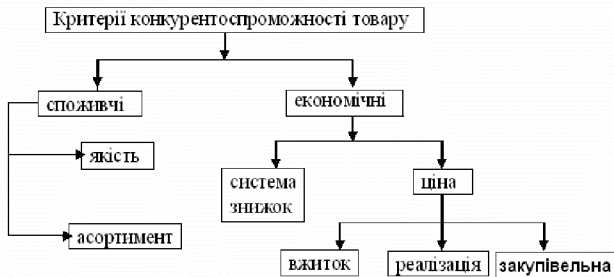 Критерії конкурентоспроможності товару
споживчі
економічні
якість
система
знижок
ціна
асортимент
вжиток
реалізація
закупівельна